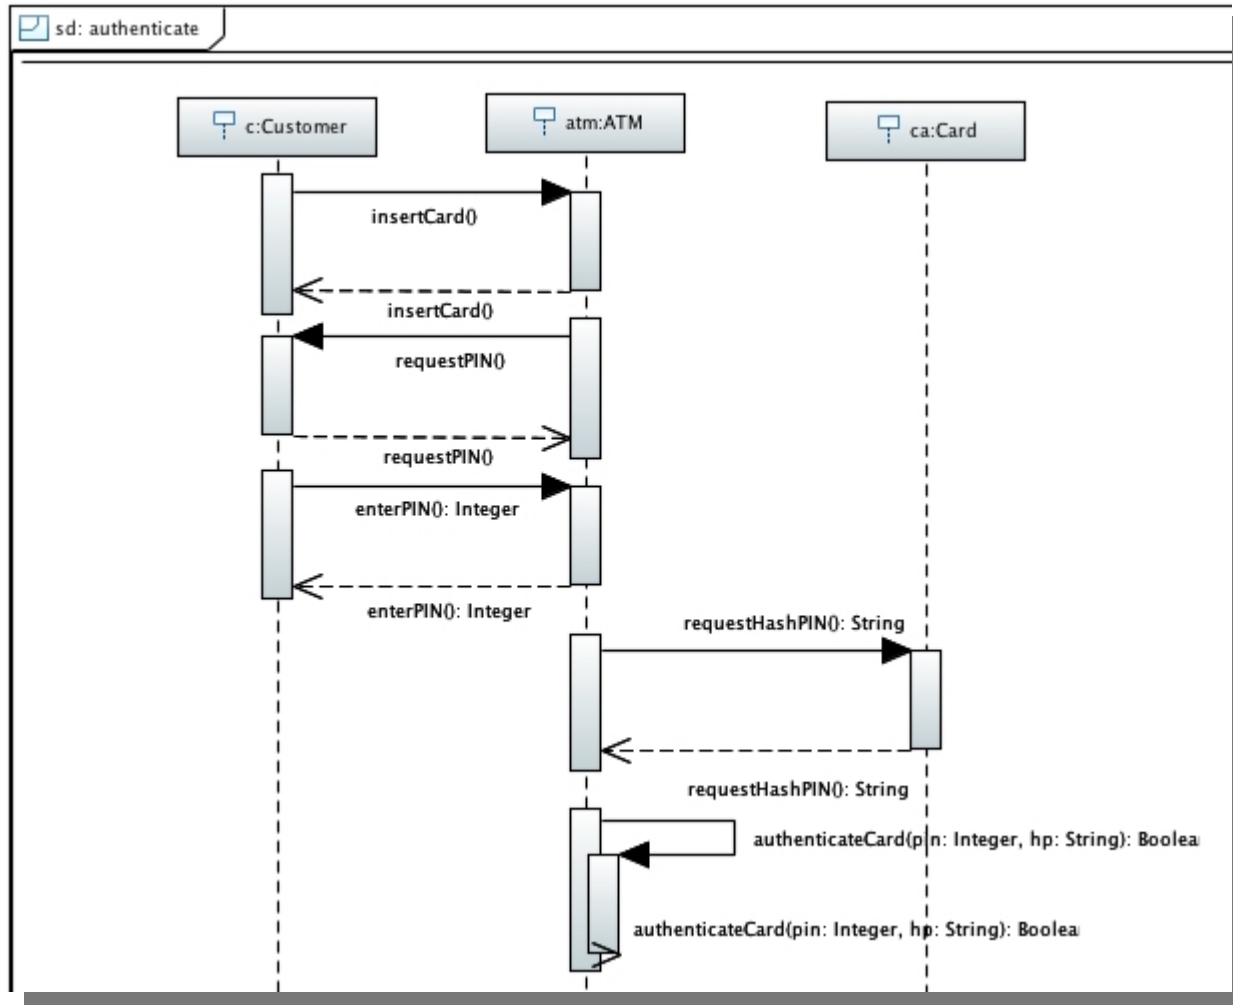 sd: authenticate
c:Customer
atm:ATM
ca:Card
insertCard()
insertCard()
requestPIN()
requestPIN()
enterPIN(): Integer
enterPIN(): Integer
requestHashPIN(): String
requestHashPIN(): String
authenticateCard(pin: Integer, hp: String): Boolea
authenticateCard(pin: Integer, hp: String): Boolea